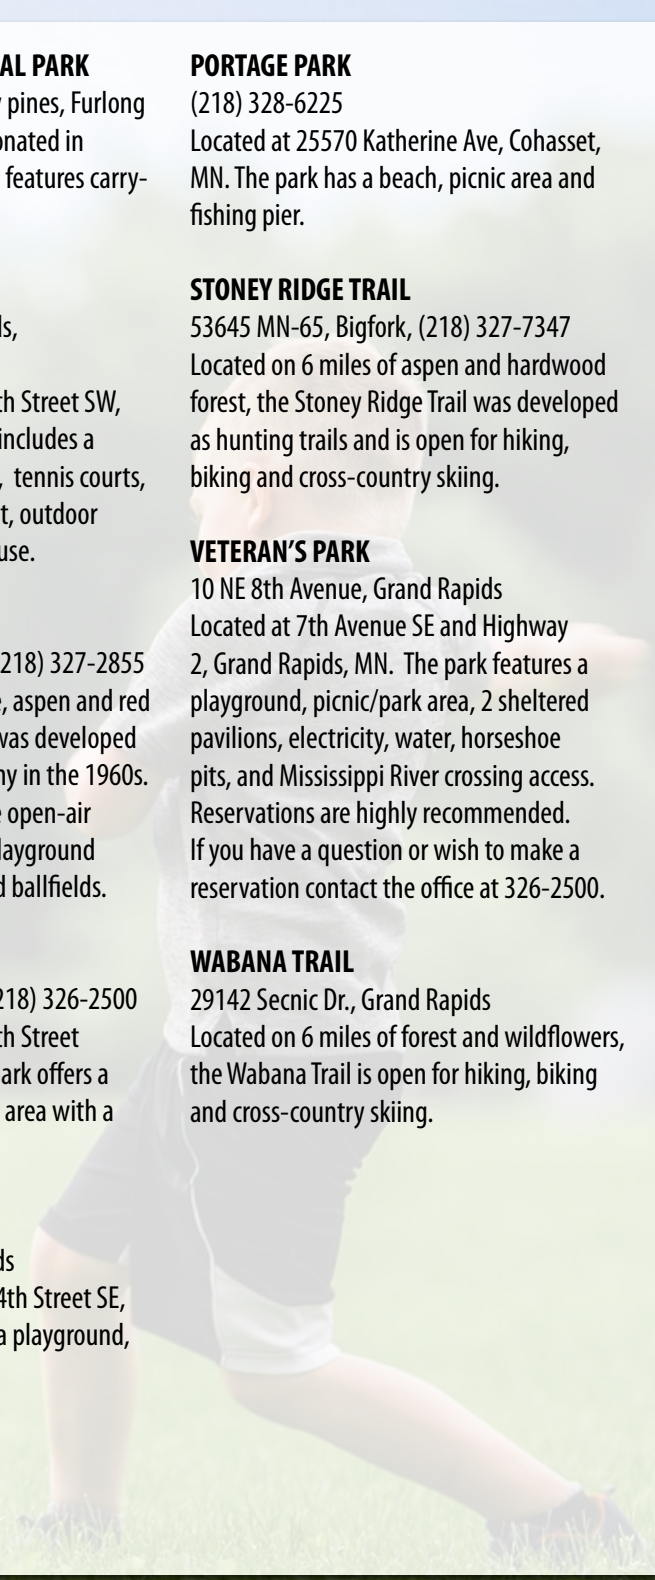 AL PARK
pines, Furlong
onated in
features carry-
ls,
th Street SW,
includes a
, tennis courts,
t, outdoor
use.
218) 327-2855
e, aspen and red
was developed
ny in the 1960s.
e open-air
layground
d ballfields.
218) 326-2500
th Street
ark offers a
area with a
ds
4th Street SE,
a playground,
PORTAGE PARK
(218) 328-6225
Located at 25570 Katherine Ave, Cohasset,
MN. The park has a beach, picnic area and
fishing pier.
STONEY RIDGE TRAIL
53645 MN-65, Bigfork, (218) 327-7347
Located on 6 miles of aspen and hardwood
forest, the Stoney Ridge Trail was developed
as hunting trails and is open for hiking,
biking and cross-country skiing.
VETERAN’S PARK
10 NE 8th Avenue, Grand Rapids
Located at 7th Avenue SE and Highway
2, Grand Rapids, MN.  The park features a
playground, picnic/park area, 2 sheltered
pavilions, electricity, water, horseshoe
pits, and Mississippi River crossing access.
Reservations are highly recommended.
If you have a question or wish to make a
reservation contact the office at 326-2500.
WABANA TRAIL
29142 Secnic Dr., Grand Rapids
Located on 6 miles of forest and wildflowers,
the Wabana Trail is open for hiking, biking
and cross-country skiing.